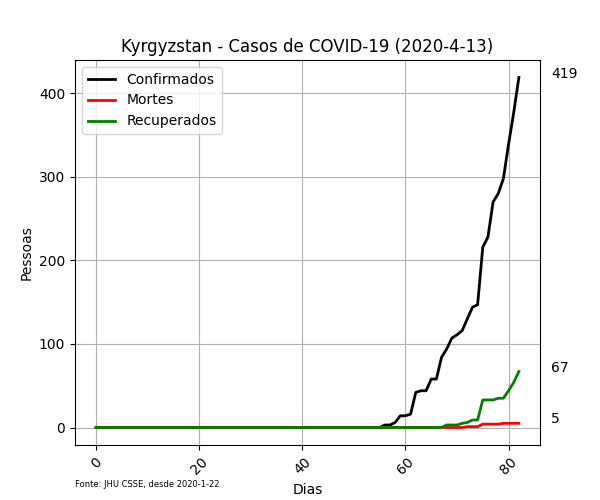 Kyrgyzstan - Casos de COVID-19 (2020-4-13)
Confirmados
Mortes
Recuperados
419
67
5
400
300
200
100
0
Pessoas
0 20 40 60 80
Dias
Fonte: JHU CSSE, desde 2020-1-22